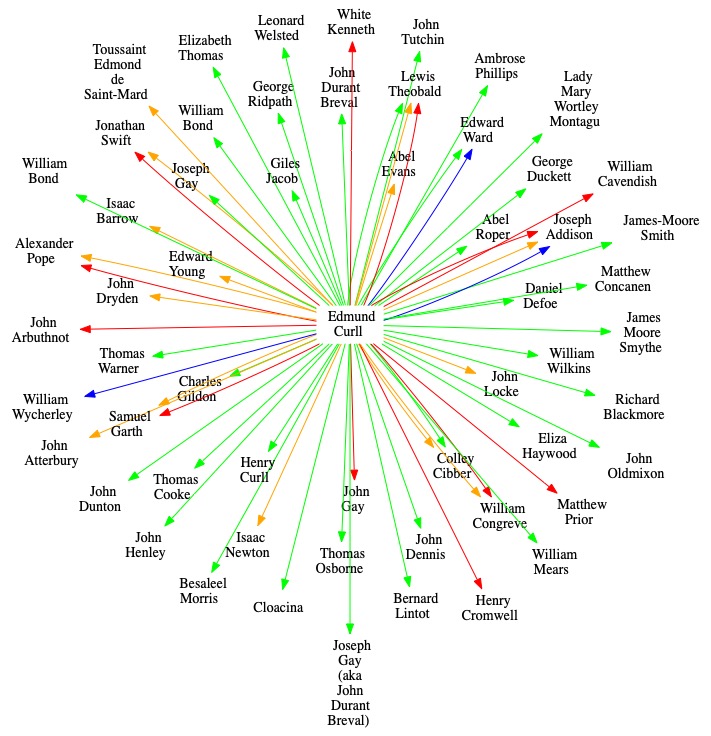 White
Kenneth
Leonard
Welsted
John
Tutchin
Elizabeth
Thomas
Toussaint
Edmond
de
Saint-Mard
Ambrose
Phillips
John
Durant
Breval
Lewis
Theobald
George
Ridpath
Lady
Mary
Wortley
Montagu
William
Bond
Jonathan
Swift
Edward
Ward
Abel
Evans
George
Duckett
William
Cavendish
Giles
Jacob
Joseph
Gay
William
Bond
Isaac
Barrow
Abel
Roper
Joseph
Addison
James-Moore
Smith
Alexander
Pope
Edward
Young
Matthew
Concanen
John
Dryden
Daniel
Defoe
Edmund
Curll
John
Arbuthnot
James
Moore
Smythe
Thomas
Warner
William
Wilkins
Charles
Gildon
John
Locke
William
Wycherley
Samuel
Garth
Richard
Blackmore
John
Atterbury
Eliza
Haywood
John
Oldmixon
Henry
Curll
Colley
Cibber
Thomas
Cooke
John
Dunton
John
Gay
William
Congreve
Matthew
Prior
John
Henley
Isaac
Newton
Thomas
Osborne
John
Dennis
William
Mears
Besaleel
Morris
Cloacina
Bernard
Lintot
Henry
Cromwell
Joseph
Gay
(aka
John
Durant
Breval)